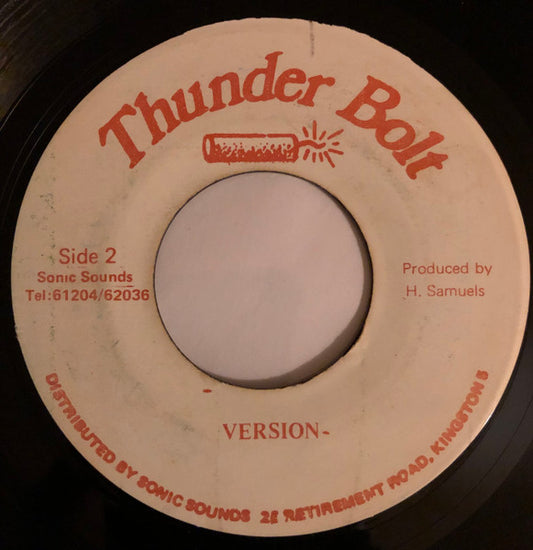 Thunder Bolt
Side 2
Sonic Sounds
Tel:61204/62036
Produced by
H. Samuels
VERSION-
DISTRIBUTED BY SONIC SOUNDS RETIREMENT ROAD, KINGSTON 5